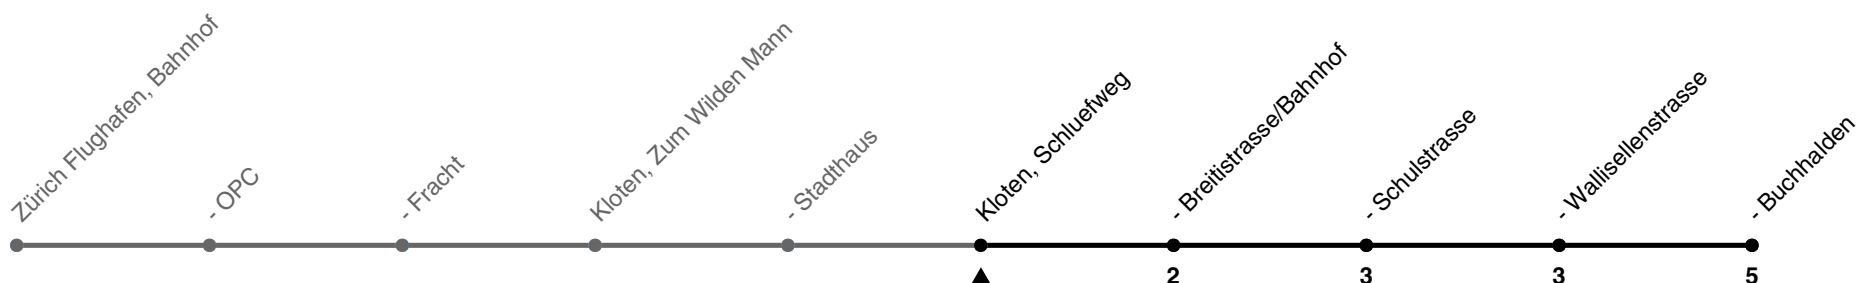 Zürich Flughafen, Bahnhof
- OPC
- Fracht
Kloten, Zum Wilden Mann
- Stadthaus
Kloten, Schluefweg
- Breitistrasse/Bahnhof
- Schulstrasse
- Wallisellenstrasse
- Buchhalden
2
3
3
5